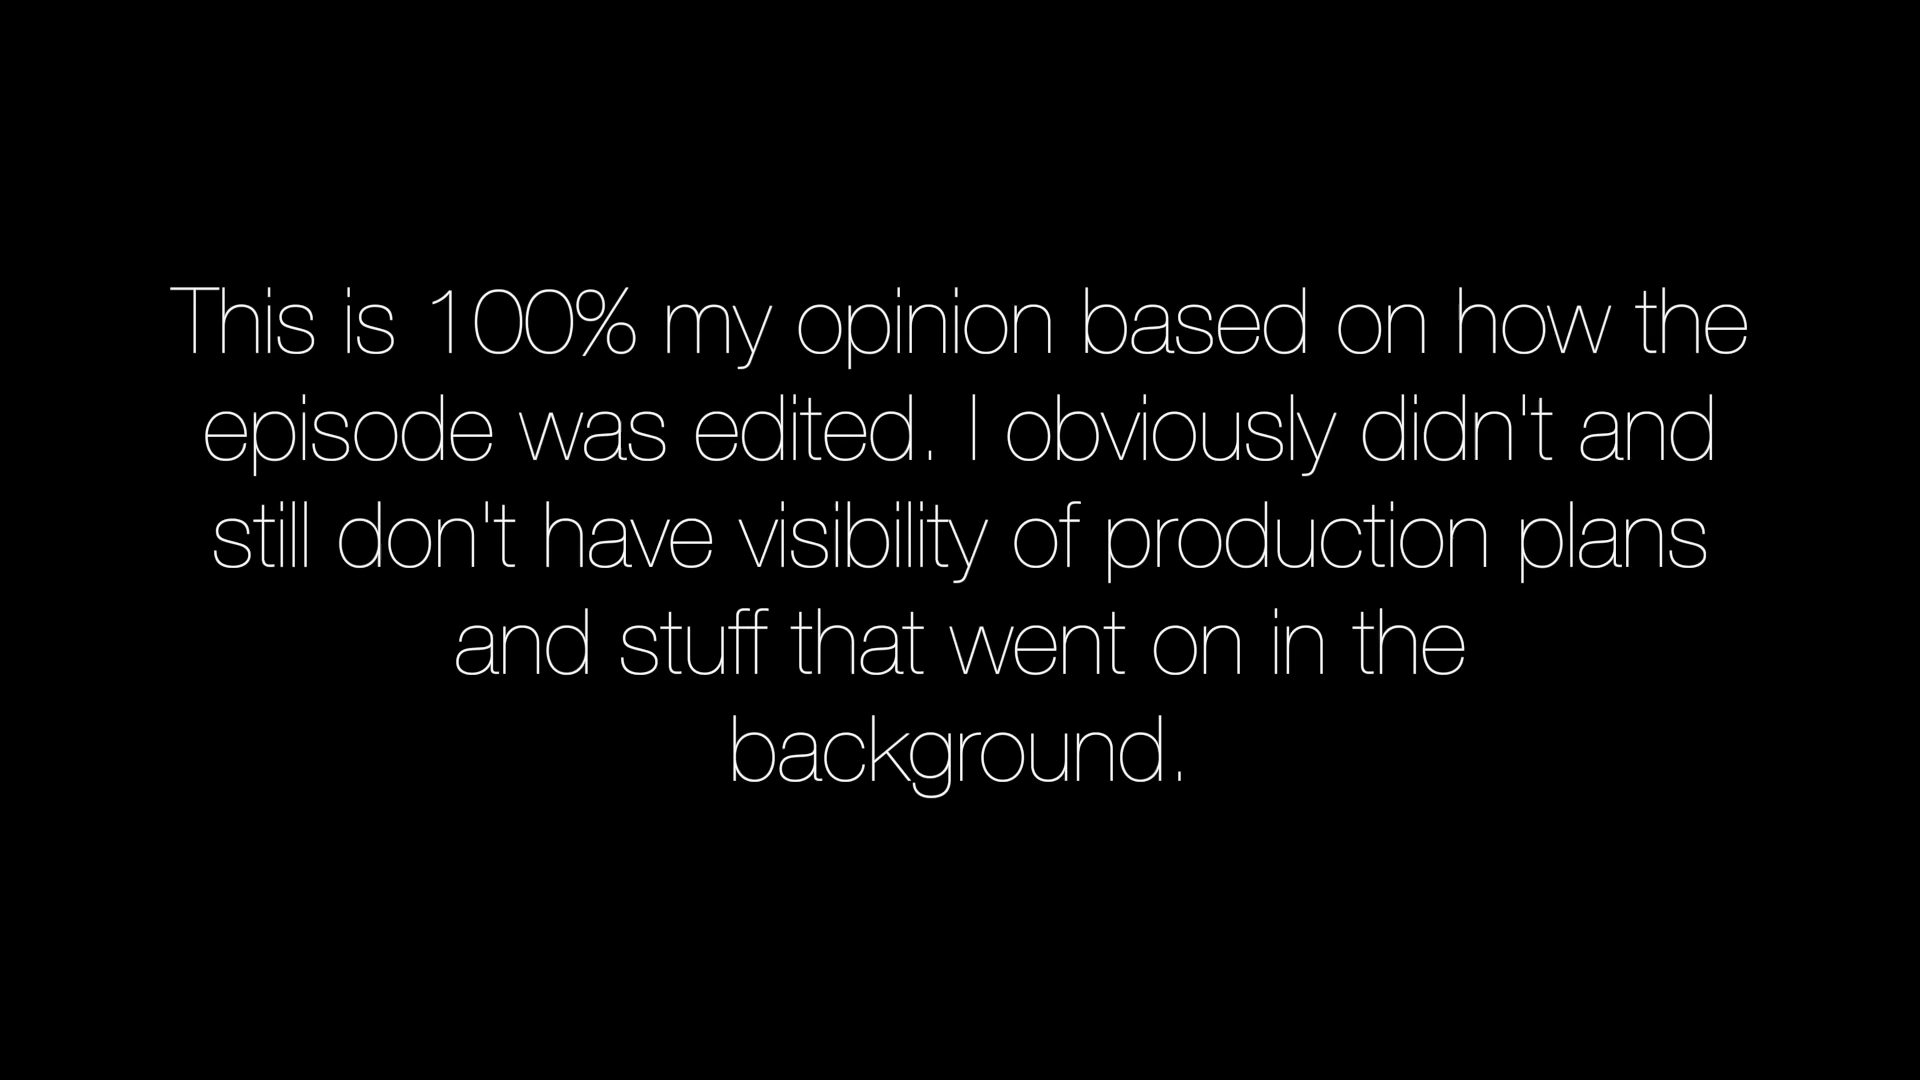 This is 100% my opinion based on how the
episode was edited. I obviously didn't and
still don't have visibility of production plans
and stuff that went on in the
background.